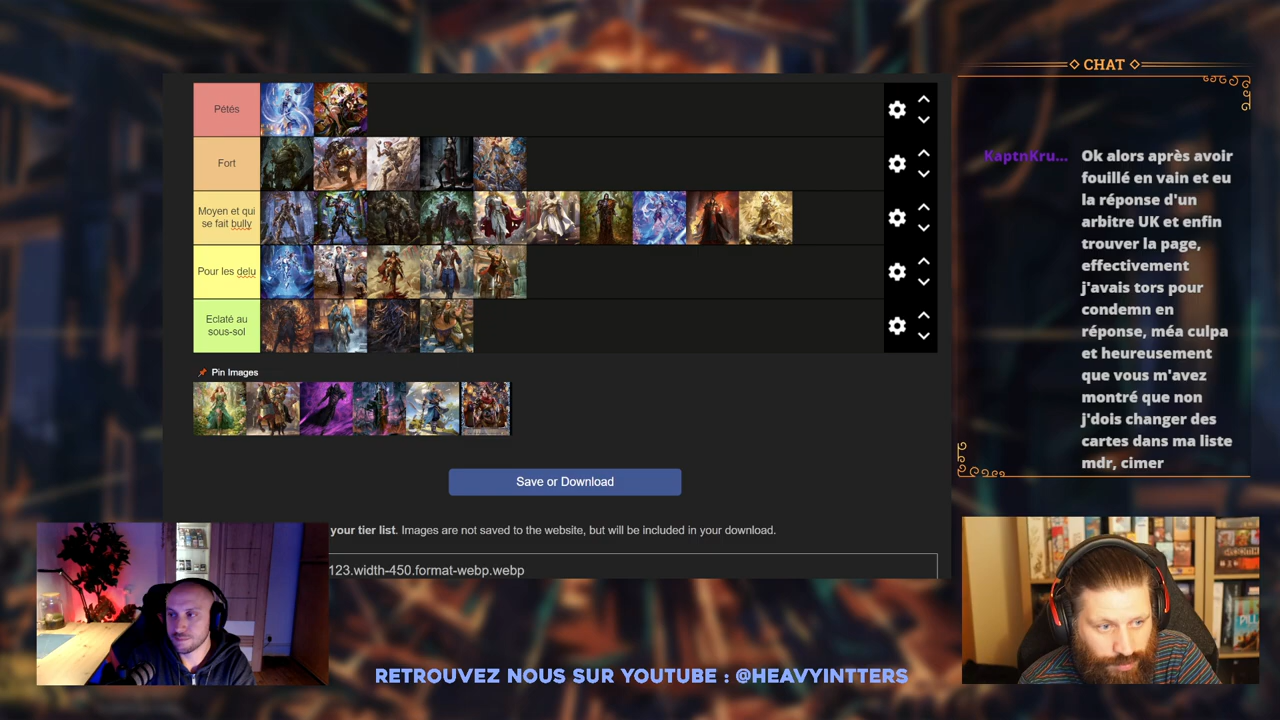 CHAT
Pétés
Fort
Moyen et qui
se fait bully
Pour les delu
Eclaté au
sous-sol
Pin Images
Save or Download
your tier list. Images are not saved to the website, but will be included in your download.
123.width-450.format-webp.webp
KaptnKru...
Ok alors après avoir
fouillé en vain et eu
la réponse d'un
arbitre UK et enfin
trouver la page,
effectivement
j'avais tors pour
condemn en
réponse, méa culpa
et heureusement
que vous m'avez
montré que non
j'dois changer des
cartes dans ma liste
mdr, cimer
RETROUVEZ NOUS SUR YOUTUBE : @HEAVYINTTERS